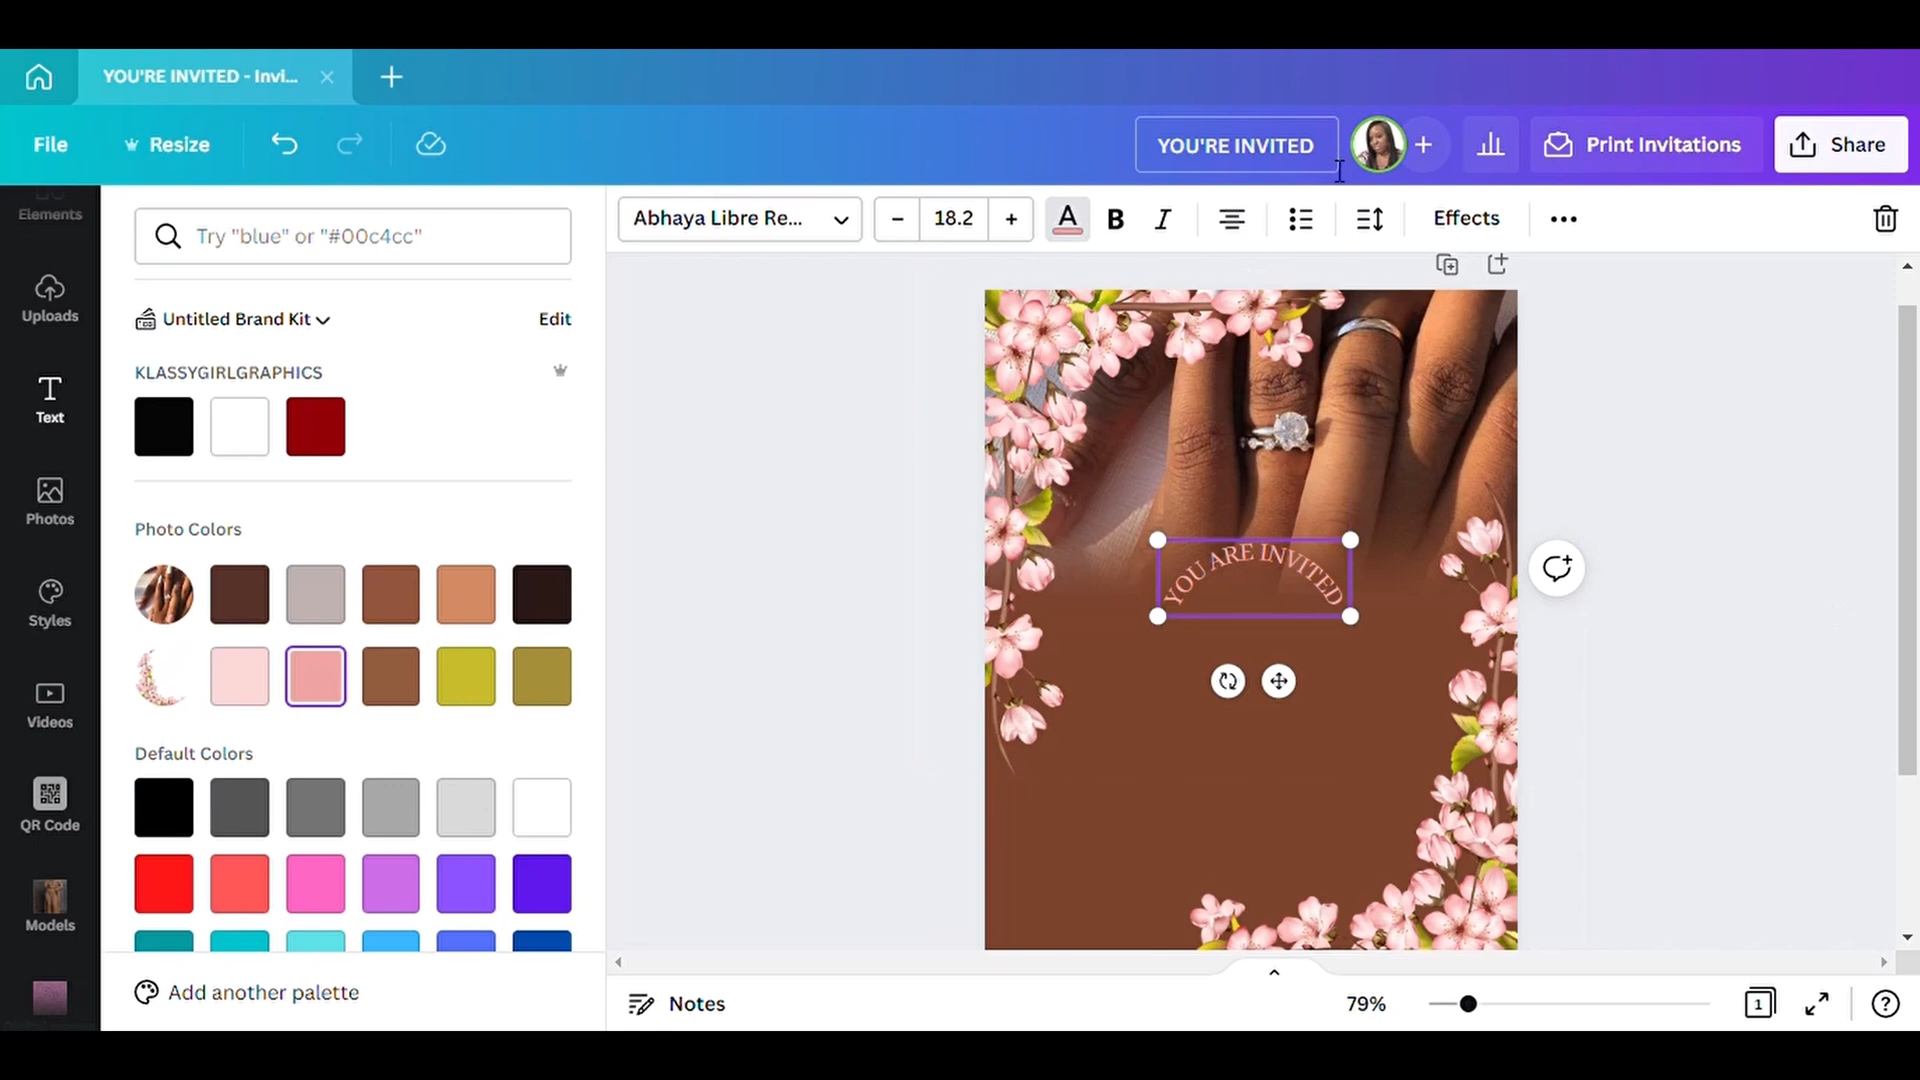 YOU'RE INVITED - Invi...
File
Resize
YOU'RE INVITED
Print Invitations
Share
Elements
Uploads
Text
Photos
Styles
Videos
QR Code
Models
Try "blue" or "#00c4cc"
Untitled Brand Kit
Edit
KLASSYGIRLGRAPHICS
Photo Colors
Default Colors
Add another palette
Abhaya Libre Re...
18.2
A
B
I
Effects
YOU ARE INVITED
Notes
79%
1